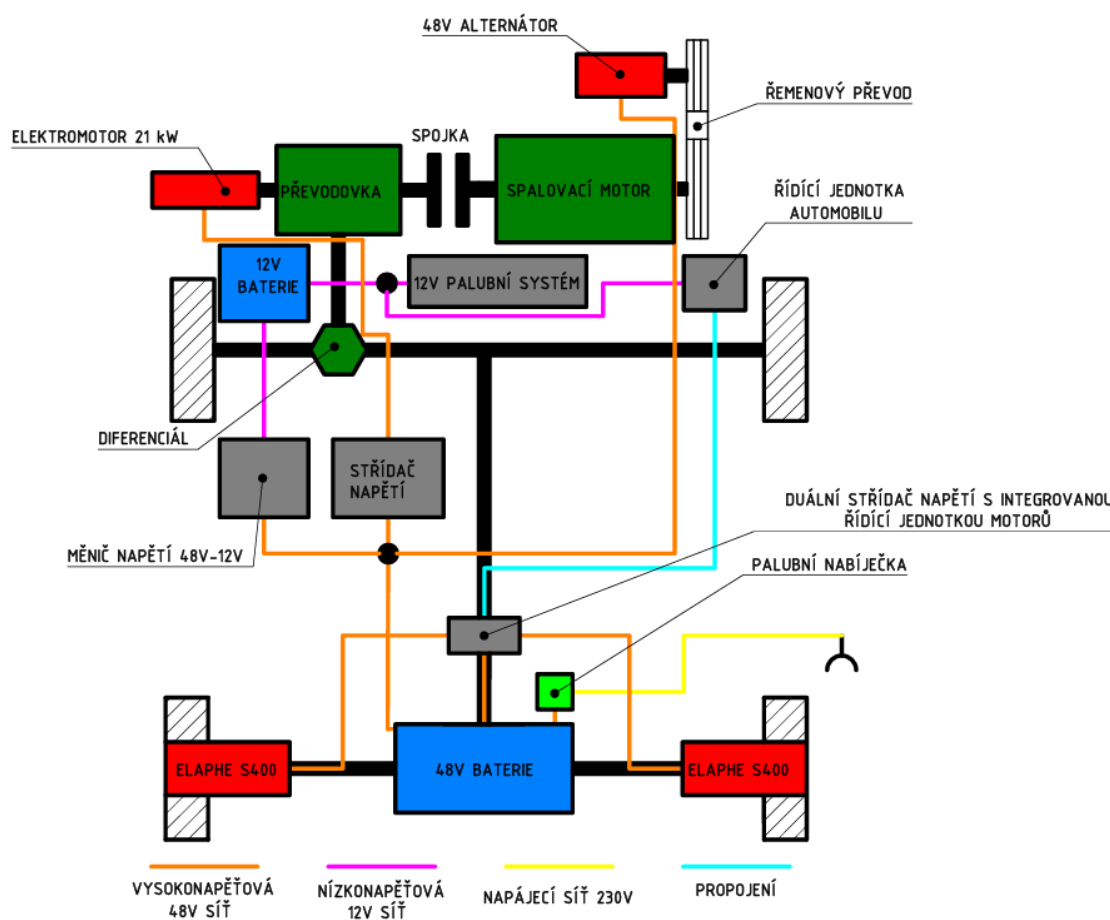 48V ALTERNÁTOR
ŘEMENOVÝ PŘEVOD
ELEKTROMOTOR 21 kW
SPOJKA
PŘEVODOVKA
SPALOVACÍ MOTOR
ŘÍDÍCÍ JEDNOTKA
AUTOMOBILU
12V
BATERIE
12V PALUBNÍ SYSTÉM
DIFERENCIÁL
STŘÍDAČ
NAPĚTÍ
DUÁLNÍ STŘÍDAČ NAPĚTÍ S INTEGROVANOU
ŘÍDÍCÍ JEDNOTKOU MOTORŮ
MĚNIČ NAPĚTÍ 48V-12V
PALUBNÍ NABÍJEČKA
ELAPHE S400
48V BATERIE
ELAPHE S400
VYSOKONAPĚŤOVÁ
48V SÍŤ
NÍZKONAPĚŤOVÁ
12V SÍŤ
NAPÁJECÍ SÍŤ 230V
PROPOJENÍ